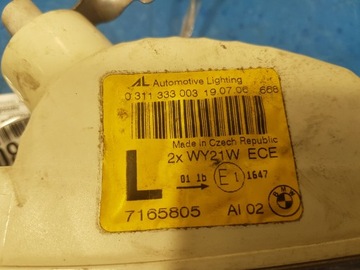 AL Automotive Lighting
0 311 333 003 19.07.06 668
Made in Czech Republic
2x WY21W ECE
L
01 1b → E1 1647
7165805 AI 02 BMW